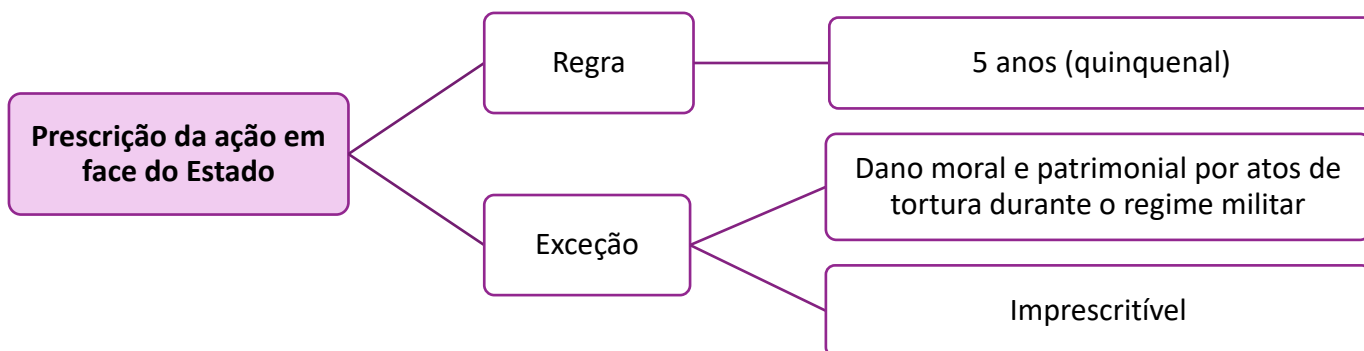 Prescrição da ação em
face do Estado
Regra
5 anos (quinquenal)
Exceção
Dano moral e patrimonial por atos de
tortura durante o regime militar
Imprescritível